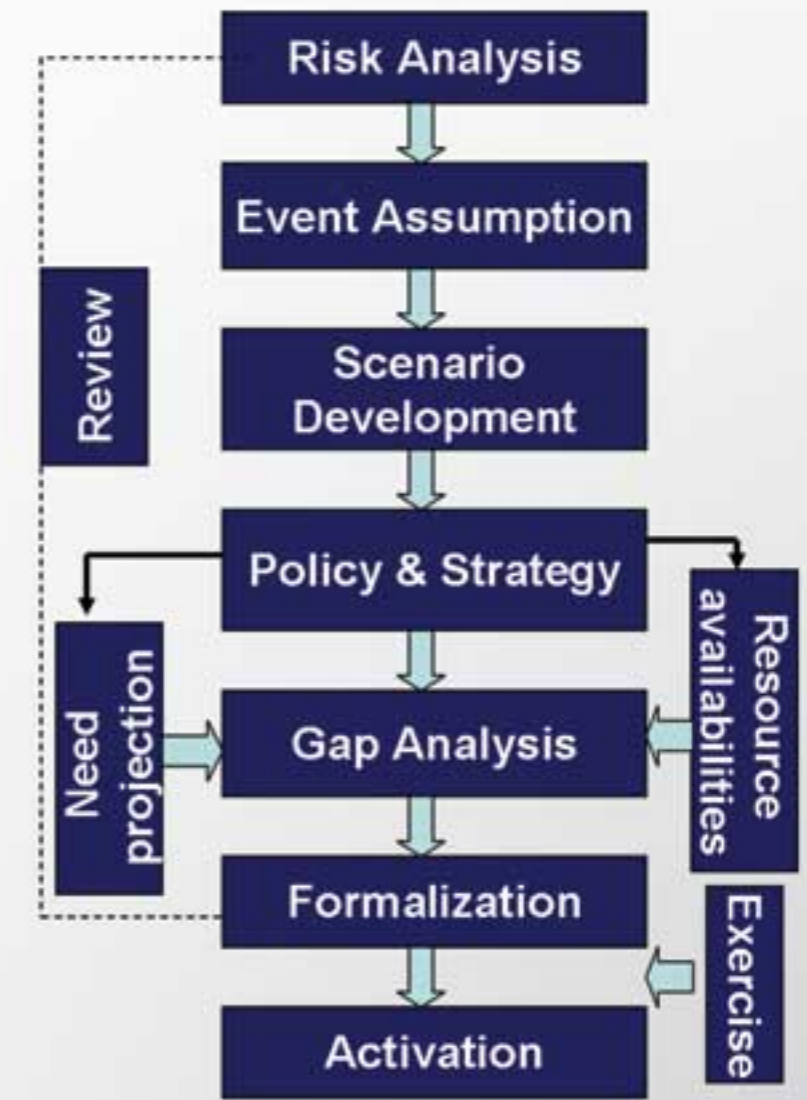 Risk Analysis
Event Assumption
Scenario
Development
Review
Policy & Strategy
Need
projection
Gap Analysis
Resource
availabilities
Formalization
Exercise
Activation